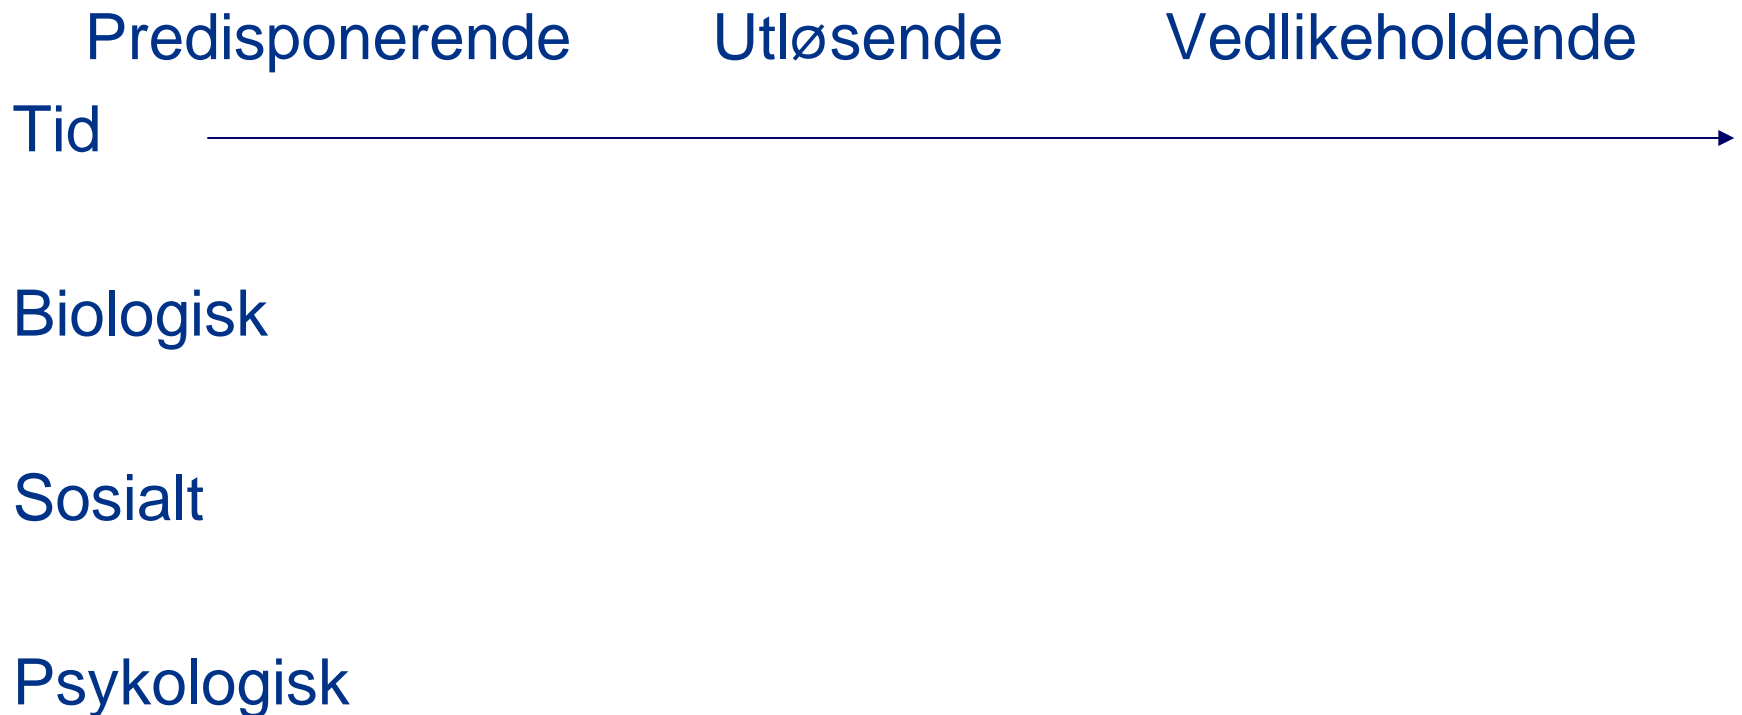 Predisponerende Utløsende Vedlikeholdende
Tid
Biologisk
Sosialt
Psykologisk